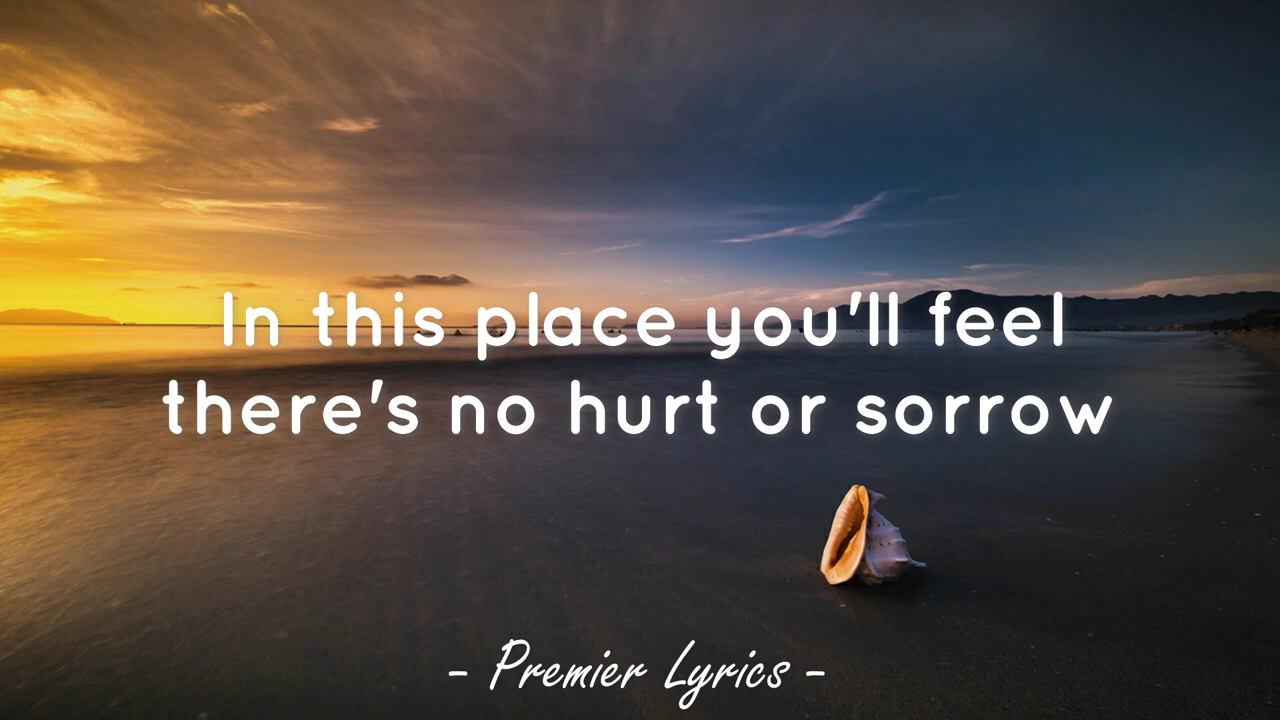 In this place you'll feel
there's no hurt or sorrow
- Premier Lyrics -